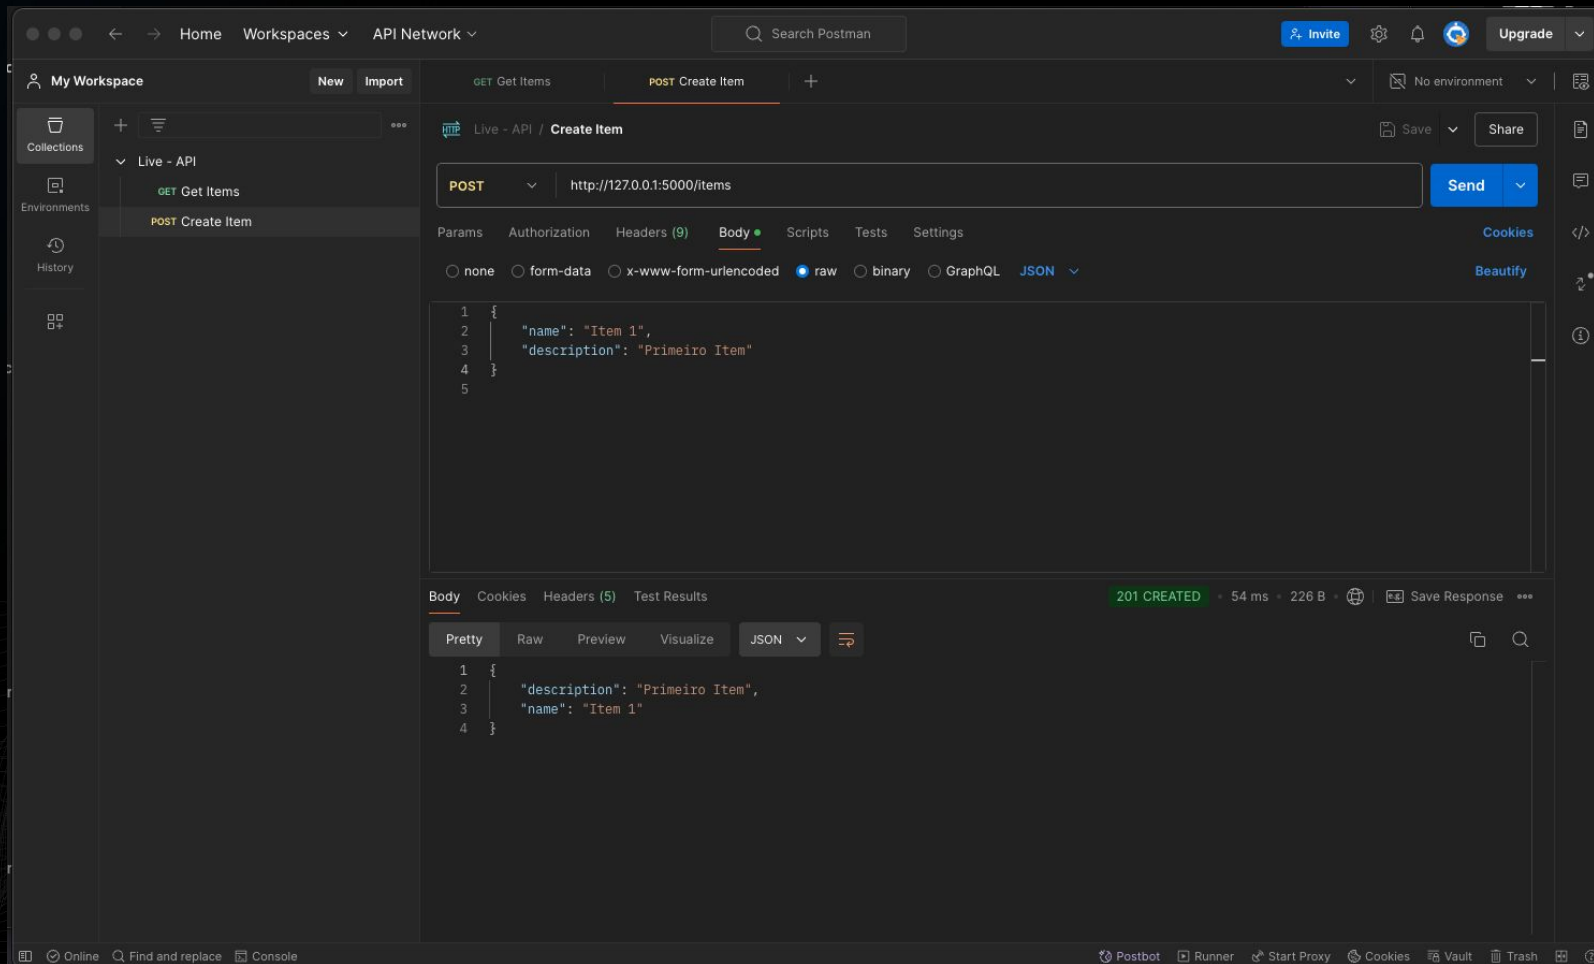 Home Workspaces API Network Search Postman Invite Upgrade
My Workspace New Import GET Get Items POST Create Item No environment
Collections
Environments
History
Live - API
GET Get Items
POST Create Item
HTTP Live - API / Create Item Save Share
POST http://127.0.0.1:5000/items Send
Params Authorization Headers (9) Body Scripts Tests Settings Cookies
none form-data x-www-form-urlencoded raw binary GraphQL JSON Beautify
1 {
2 "name": "Item 1",
3 "description": "Primeiro Item"
4 }
5
Body Cookies Headers (5) Test Results 201 CREATED • 54 ms • 226 B • e.g. Save Response
Pretty Raw Preview Visualize JSON
1 {
2 "description": "Primeiro Item",
3 "name": "Item 1"
4 }
Online Find and replace Console Postbot Runner Start Proxy Cookies Vault Trash